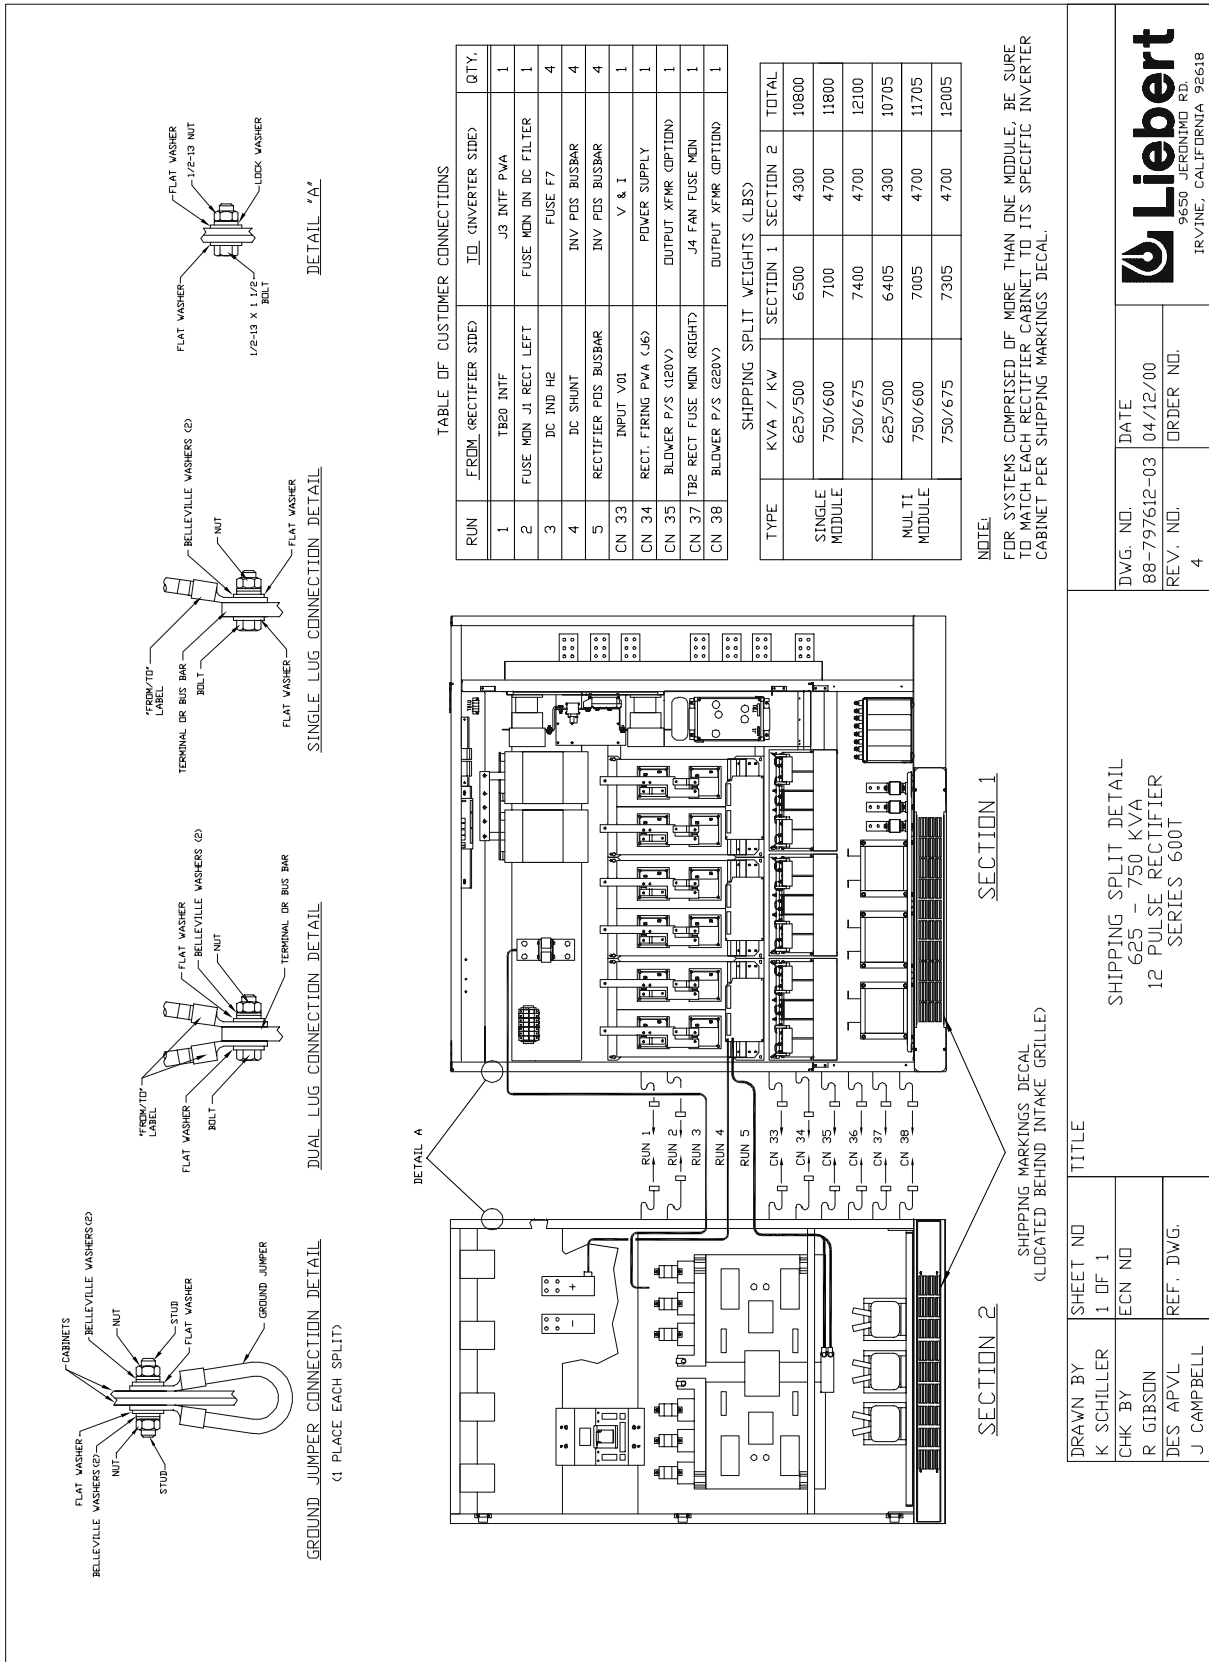 GROUND JUMPER CONNECTION DETAIL
(1 PLACE EACH SPLIT)
CABINETS
BELLEVILLE WASHERS(2)
NUT
STUD
FLAT WASHER
GROUND JUMPER
FLAT WASHER
BELLEVILLE WASHERS(2)
NUT
STUD
DUAL LUG CONNECTION DETAIL
"FROM/TO"
LABEL
FLAT WASHER
BOLT
FLAT WASHER
BELLEVILLE WASHERS (2)
NUT
TERMINAL OR BUS BAR
SINGLE LUG CONNECTION DETAIL
"FROM/TO"
LABEL
TERMINAL OR BUS BAR
BOLT
FLAT WASHER
BELLEVILLE WASHERS (2)
NUT
FLAT WASHER
DETAIL "A"
FLAT WASHER
1/2-13 X 1 1/2
BOLT
FLAT WASHER
1/2-13 NUT
LOCK WASHER
DETAIL A
RUN 1
RUN 2
RUN 3
RUN 4
RUN 5
CN 33
CN 34
CN 35
CN 36
CN 37
CN 38
+
-
SECTION 2
SECTION 1
SHIPPING MARKINGS DECAL
(LOCATED BEHIND INTAKE GRILLE)
TABLE OF CUSTOMER CONNECTIONS
RUN FROM (RECTIFIER SIDE) TO (INVERTER SIDE) QTY.
1 TB20 INTF J3 INTF PWA 1
2 FUSE MON J1 RECT LEFT FUSE MON ON DC FILTER 1
3 DC IND H2 FUSE F7 4
4 DC SHUNT INV POS BUSBAR 4
5 RECTIFIER POS BUSBAR INV POS BUSBAR 4
CN 33 INPUT V01 V & I 1
CN 34 RECT. FIRING PWA (J6) POWER SUPPLY 1
CN 35 BLOWER P/S (120V) OUTPUT XFMR (OPTION) 1
CN 37 TB2 RECT FUSE MON (RIGHT) J4 FAN FUSE MON 1
CN 38 BLOWER P/S (220V) OUTPUT XFMR (OPTION) 1
SHIPPING SPLIT WEIGHTS (LBS)
TYPE KVA / KW SECTION 1 SECTION 2 TOTAL
SINGLE MODULE 625/500 6500 4300 10800
750/600 7100 4700 11800
750/675 7400 4700 12100
MULTI MODULE 625/500 6405 4300 10705
750/600 7005 4700 11705
750/675 7305 4700 12005
NOTE:
FOR SYSTEMS COMPRISED OF MORE THAN ONE MODULE, BE SURE
TO MATCH EACH RECTIFIER CABINET TO ITS SPECIFIC INVERTER
CABINET PER SHIPPING MARKINGS DECAL.
DRAWN BY
K SCHILLER
CHK BY
R GIBSON
DES APVL
J CAMPBELL
SHEET NO
1 OF 1
ECN NO
REF. DWG.
TITLE
SHIPPING SPLIT DETAIL
625 - 750 KVA
12 PULSE RECTIFIER
SERIES 600T
DWG. NO.
88-797612-03
REV. NO.
4
DATE
04/12/00
ORDER NO.
Liebert
9650 JERONIMO RD.
IRVINE, CALIFORNIA 92618